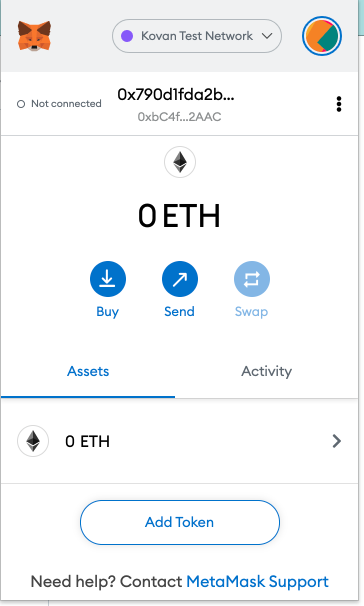 Kovan Test Network
Not connected
0x790d1fda2b...
0xbC4f...2AAC
0 ETH
Buy Send Swap
Assets Activity
0 ETH
Add Token
Need help? Contact MetaMask Support